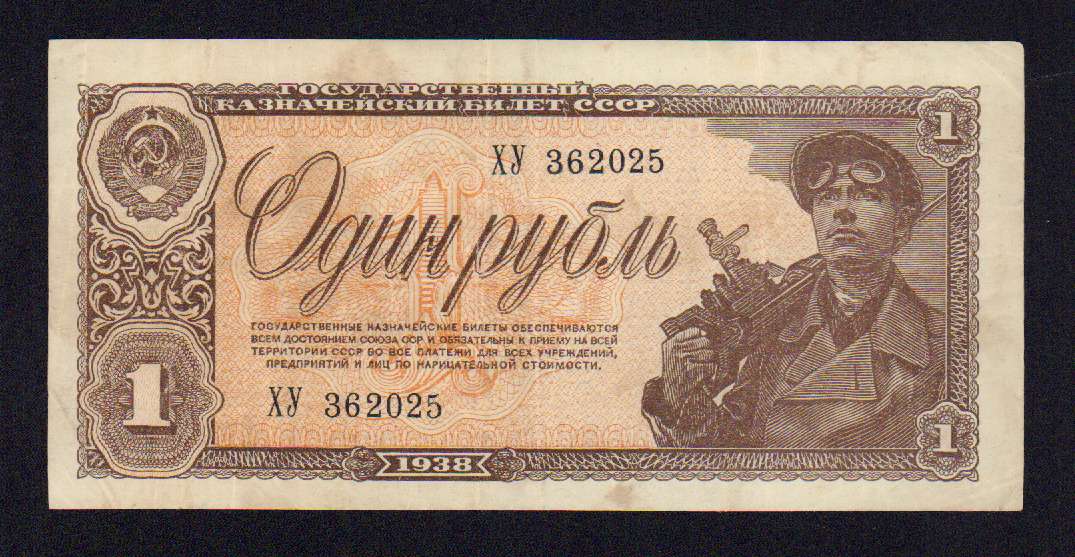 ГОСУДАРСТВЕННЫЙ
КАЗНАЧЕЙСКИЙ БИЛЕТ СССР
1
ХУ 362025
Один рубль
ГОСУДАРСТВЕННЫЕ КАЗНАЧЕЙСКИЕ БИЛЕТЫ ОБЕСПЕЧИВАЮТСЯ
ВСЕМ ДОСТОЯНИЕМ СОЮЗА ССР И ОБЯЗАТЕЛЬНЫ К ПРИЕМУ НА ВСЕЙ
ТЕРРИТОРИИ СССР ВО ВСЕ ПЛАТЕЖИ ДЛЯ ВСЕХ УЧРЕЖДЕНИЙ,
ПРЕДПРИЯТИЙ И ЛИЦ ПО НАРИЦАТЕЛЬНОЙ СТОИМОСТИ.
1
ХУ 362025
1
1938